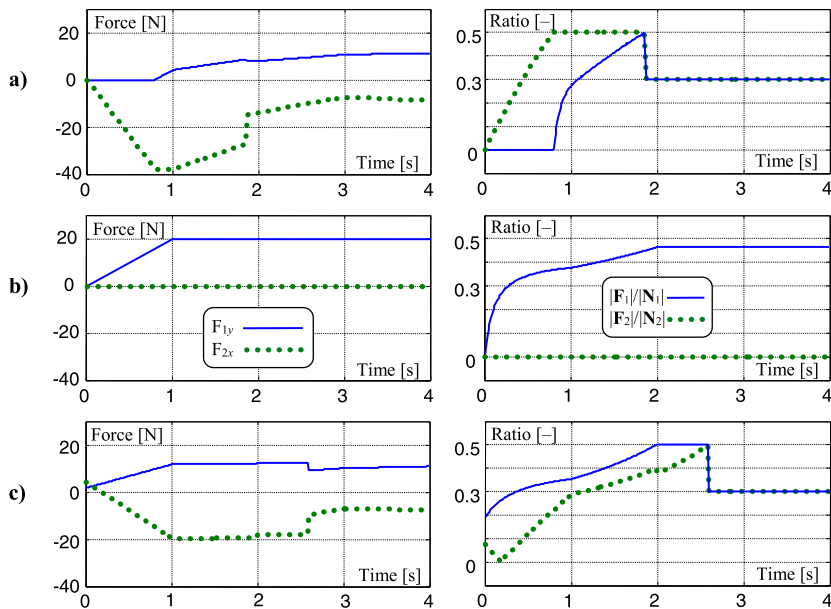 a)
Force [N]
20
0
-20
-40
Time [s]
0 1 2 3 4
Ratio [–]
0.5
0.3
0
Time [s]
0 1 2 3 4
b)
Force [N]
20
0
-20
-40
Time [s]
0 1 2 3 4
F1y
F2x
Ratio [–]
0.5
0.3
0
Time [s]
0 1 2 3 4
|F1|/|N1|
|F2|/|N2|
c)
Force [N]
20
0
-20
-40
Time [s]
0 1 2 3 4
Ratio [–]
0.5
0.3
0
Time [s]
0 1 2 3 4